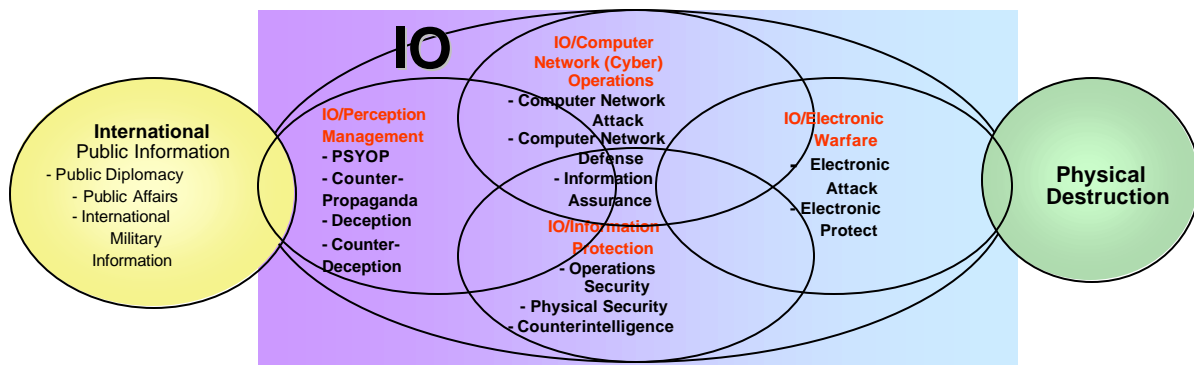 IO
International
Public Information
- Public Diplomacy
- Public Affairs
- International
Military
Information
IO/Perception
Management
- PSYOP
- Counter-
Propaganda
- Deception
- Counter-
Deception
IO/Computer
Network (Cyber)
Operations
- Computer Network
Attack
- Computer Network
Defense
- Information
Assurance
IO/Information
Protection
- Operations
Security
- Physical Security
- Counterintelligence
IO/Electronic
Warfare
- Electronic
Attack
- Electronic
Protect
Physical
Destruction